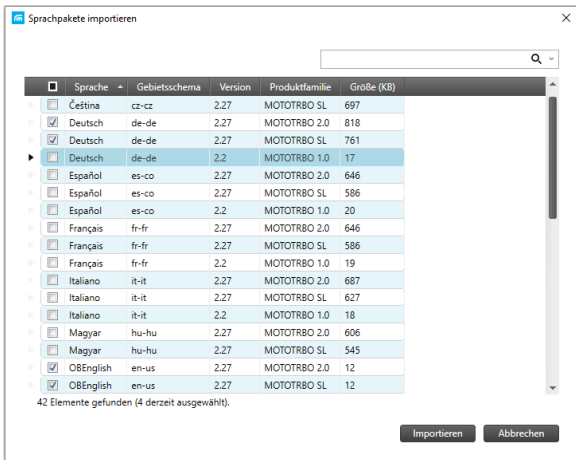 Sprachpakete importieren
Sprache Gebietsschema Version Produktfamilie Größe (KB)
Čeština cz-cz 2.27 MOTOTRBO SL 697
Deutsch de-de 2.27 MOTOTRBO 2.0 818
Deutsch de-de 2.27 MOTOTRBO SL 761
Deutsch de-de 2.2 MOTOTRBO 1.0 17
Español es-co 2.27 MOTOTRBO 2.0 646
Español es-co 2.27 MOTOTRBO SL 586
Español es-co 2.2 MOTOTRBO 1.0 20
Français fr-fr 2.27 MOTOTRBO 2.0 646
Français fr-fr 2.27 MOTOTRBO SL 586
Français fr-fr 2.2 MOTOTRBO 1.0 19
Italiano it-it 2.27 MOTOTRBO 2.0 687
Italiano it-it 2.27 MOTOTRBO SL 627
Italiano it-it 2.2 MOTOTRBO 1.0 18
Magyar hu-hu 2.27 MOTOTRBO 2.0 606
Magyar hu-hu 2.27 MOTOTRBO SL 545
OBEnglish en-us 2.27 MOTOTRBO 2.0 12
OBEnglish en-us 2.27 MOTOTRBO SL 12
42 Elemente gefunden (4 derzeit ausgewählt).
Importieren Abbrechen